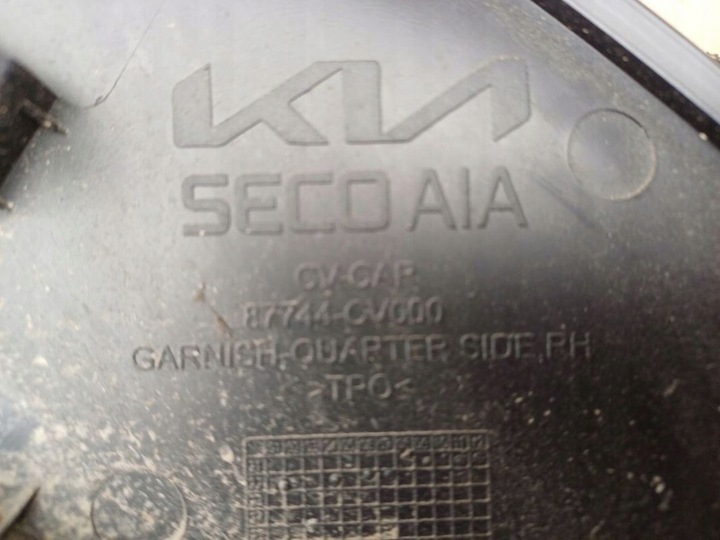 KIA
SECO AIA
CV-CAR
87744-CV000
GARNISH-QUARTER SIDE,RH
>TPO<